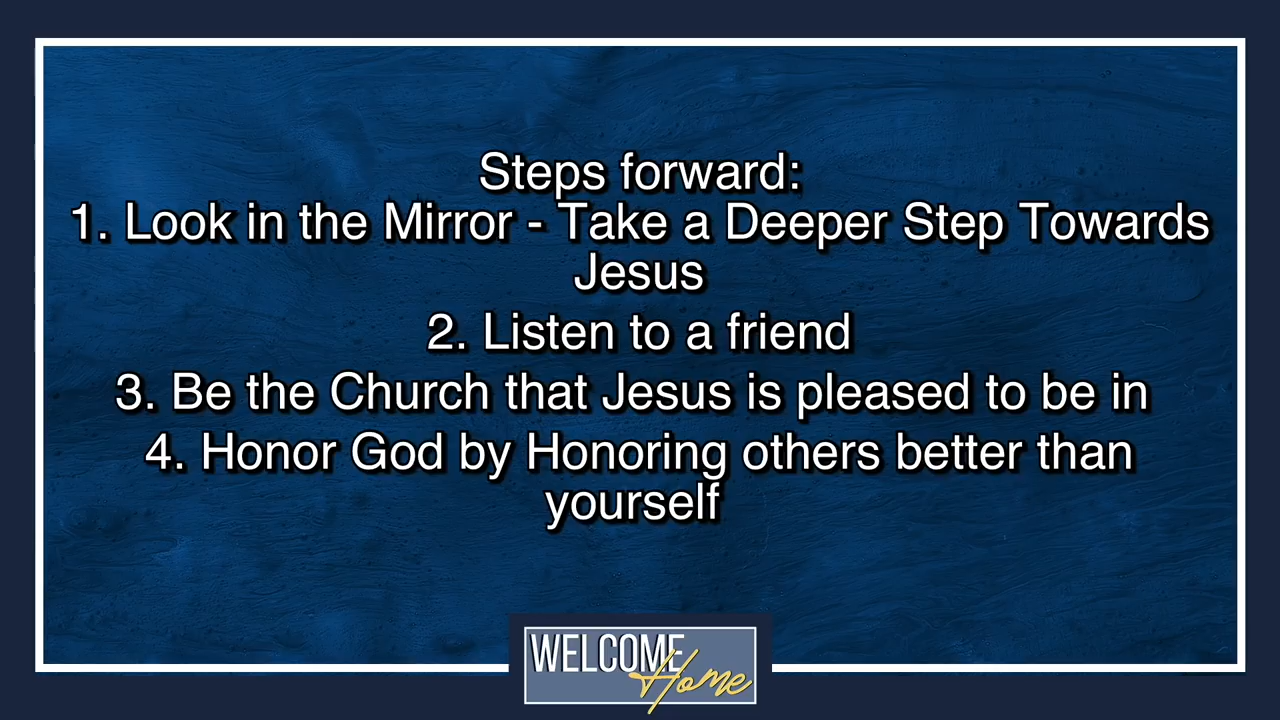 Steps forward:
1. Look in the Mirror - Take a Deeper Step Towards
Jesus
2. Listen to a friend
3. Be the Church that Jesus is pleased to be in
4. Honor God by Honoring others better than
yourself
WELCOME
Home